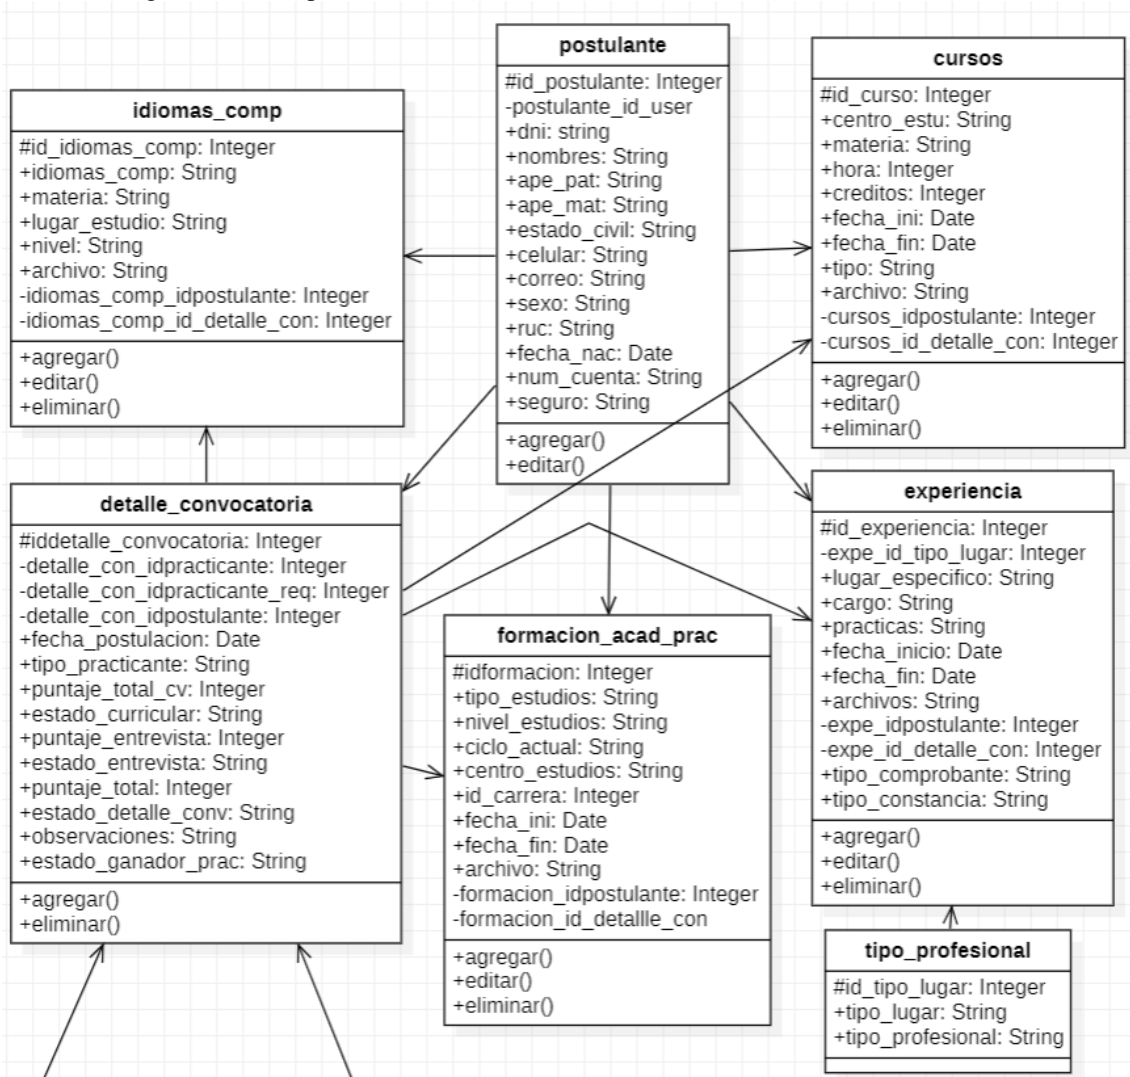 postulante
#id_postulante: Integer
-postulante_id_user
+dni: string
+nombres: String
+ape_pat: String
+ape_mat: String
+estado_civil: String
+celular: String
+correo: String
+sexo: String
+ruc: String
+fecha_nac: Date
+num_cuenta: String
+seguro: String
+agregar()
+editar()
cursos
#id_curso: Integer
+centro_estu: String
+materia: String
+hora: Integer
+creditos: Integer
+fecha_ini: Date
+fecha_fin: Date
+tipo: String
+archivo: String
-cursos_idpostulante: Integer
-cursos_id_detalle_con: Integer
+agregar()
+editar()
+eliminar()
idiomas_comp
#id_idiomas_comp: Integer
+idiomas_comp: String
+materia: String
+lugar_estudio: String
+nivel: String
+archivo: String
-idiomas_comp_idpostulante: Integer
-idiomas_comp_id_detalle_con: Integer
+agregar()
+editar()
+eliminar()
detalle_convocatoria
#iddetalle_convocatoria: Integer
-detalle_con_idpracticante: Integer
-detalle_con_idpracticante_req: Integer
-detalle_con_idpostulante: Integer
+fecha_postulacion: Date
+tipo_practicante: String
+puntaje_total_cv: Integer
+estado_curricular: String
+puntaje_entrevista: Integer
+estado_entrevista: String
+puntaje_total: Integer
+estado_detalle_conv: String
+observaciones: String
+estado_ganador_prac: String
+agregar()
+eliminar()
formacion_acad_prac
#idformacion: Integer
+tipo_estudios: String
+nivel_estudios: String
+ciclo_actual: String
+centro_estudios: String
+id_carrera: Integer
+fecha_ini: Date
+fecha_fin: Date
+archivo: String
-formacion_idpostulante: Integer
-formacion_id_detallle_con
+agregar()
+editar()
+eliminar()
experiencia
#id_experiencia: Integer
-expe_id_tipo_lugar: Integer
+lugar_especifico: String
+cargo: String
+practicas: String
+fecha_inicio: Date
+fecha_fin: Date
+archivos: String
-expe_idpostulante: Integer
-expe_id_detalle_con: Integer
+tipo_comprobante: String
+tipo_constancia: String
+agregar()
+editar()
+eliminar()
tipo_profesional
#id_tipo_lugar: Integer
+tipo_lugar: String
+tipo_profesional: String